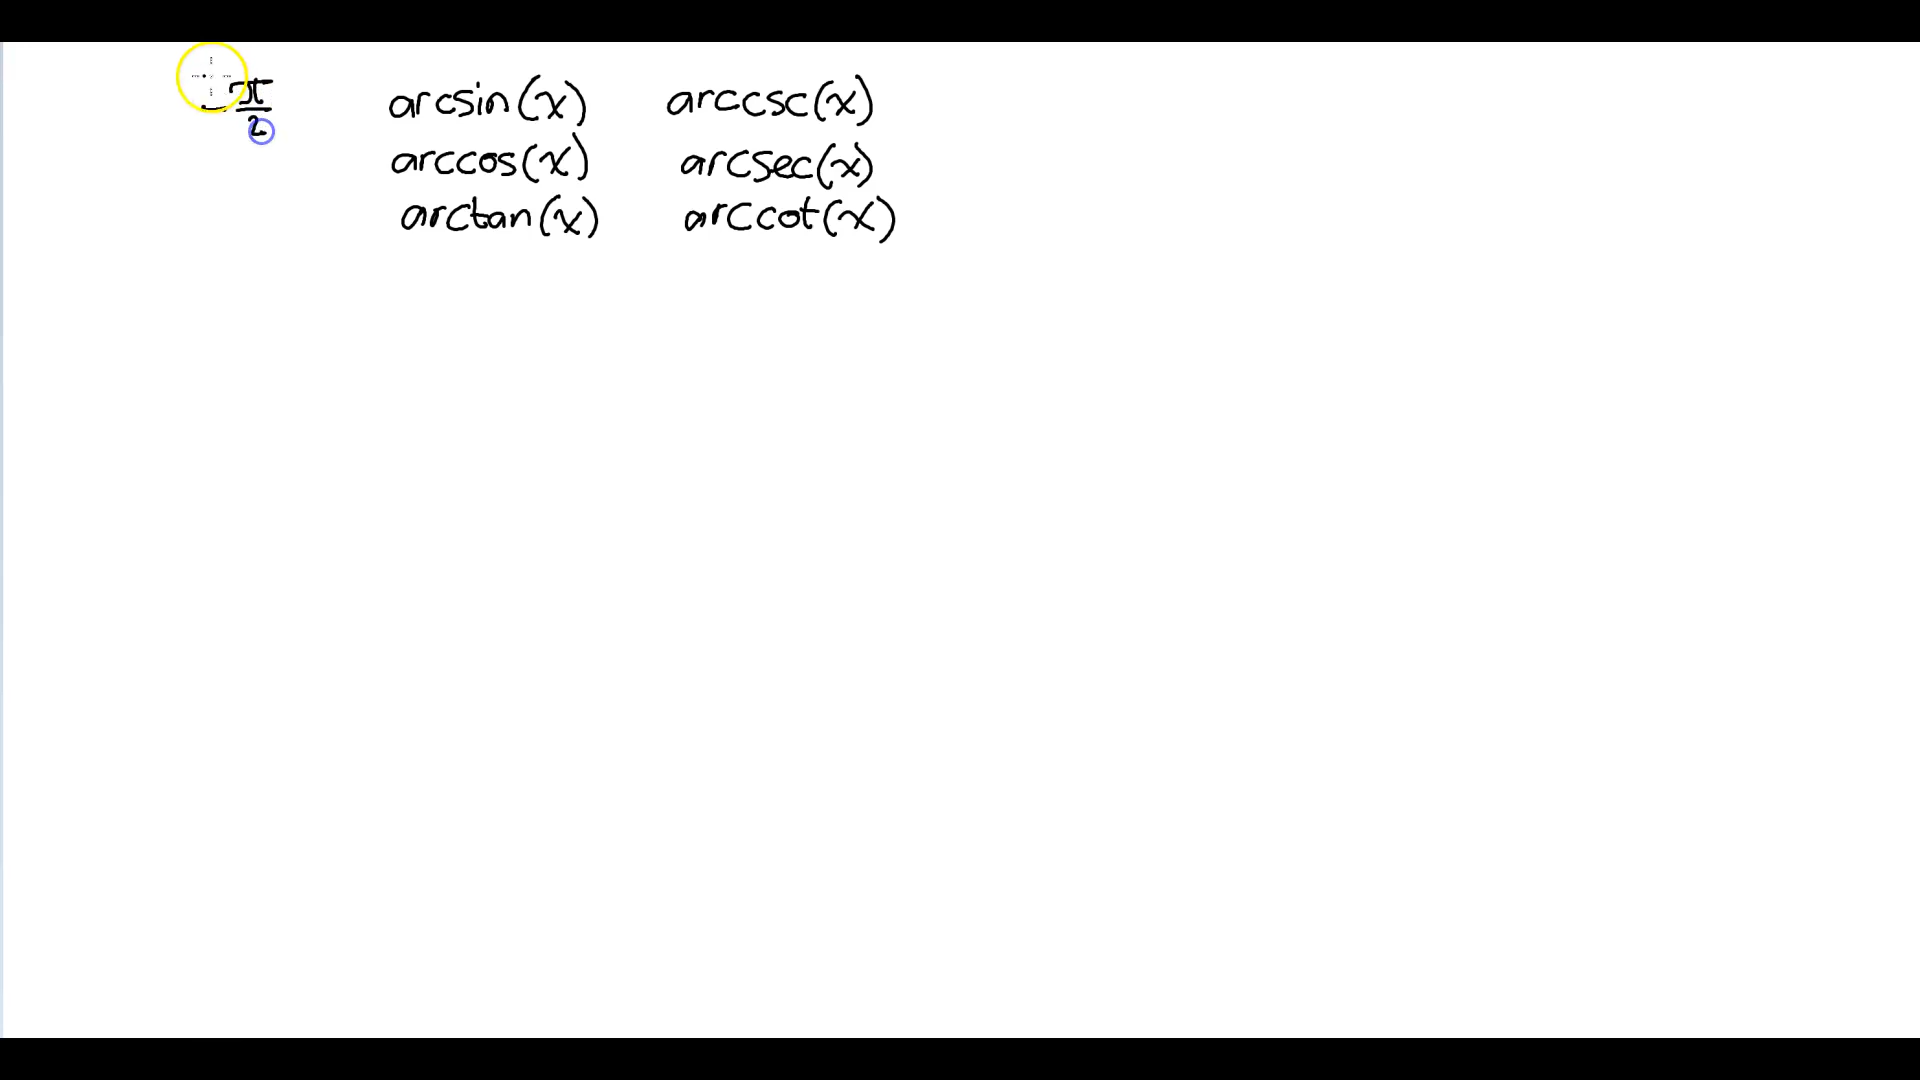 -π/2 arcsin(x) arccsc(x)
arccos(x) arcsec(x)
arctan(x) arccot(x)